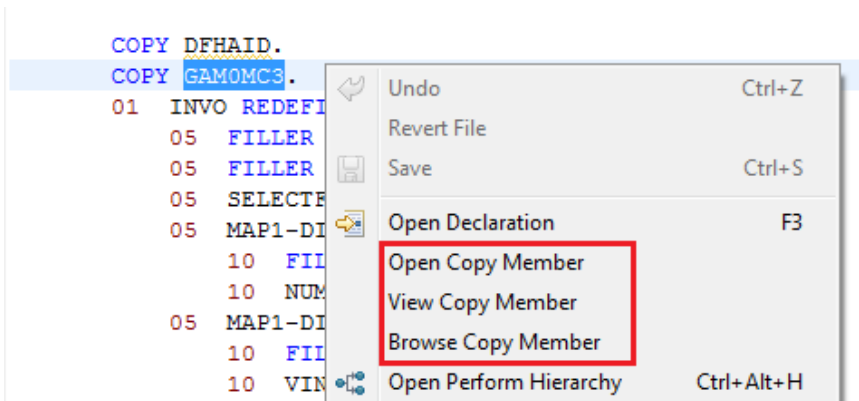 COPY DFHAID.
COPY GAM0MC3.
01 INVO REDEFI
Undo Ctrl+Z
05 FILLER
Revert File
05 FILLER
Save Ctrl+S
05 SELECTF
05 MAP1-DI
Open Declaration F3
10 FIL
Open Copy Member
10 NUM
View Copy Member
05 MAP1-DI
Browse Copy Member
10 FIL
10 VIN
Open Perform Hierarchy Ctrl+Alt+H